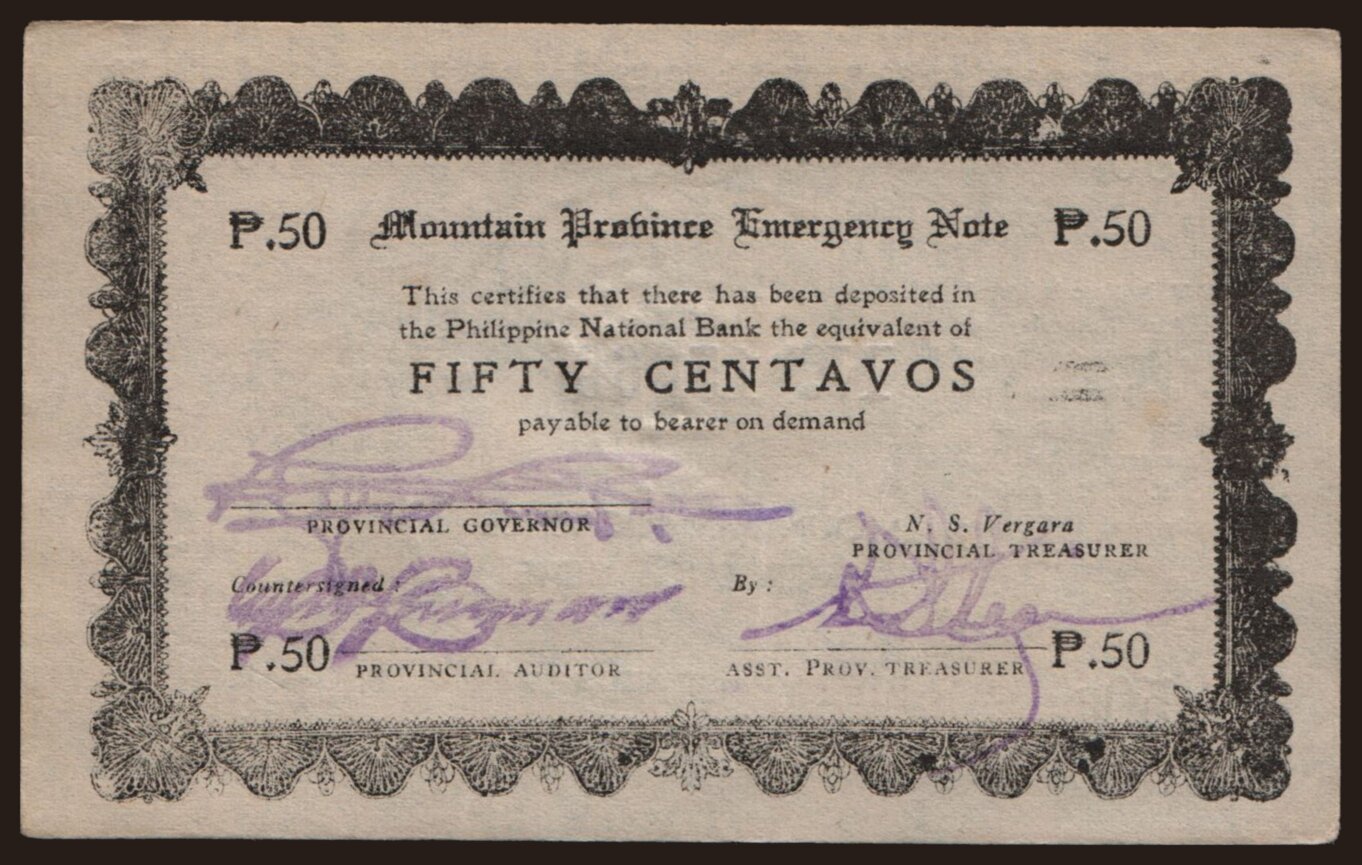 ₱.50 Mountain Province Emergency Note ₱.50
This certifies that there has been deposited in
the Philippine National Bank the equivalent of
FIFTY CENTAVOS
payable to bearer on demand
PROVINCIAL GOVERNOR
N. S. Vergara
PROVINCIAL TREASURER
Countersigned :
By :
₱.50 PROVINCIAL AUDITOR
ASST. PROV. TREASURER ₱.50